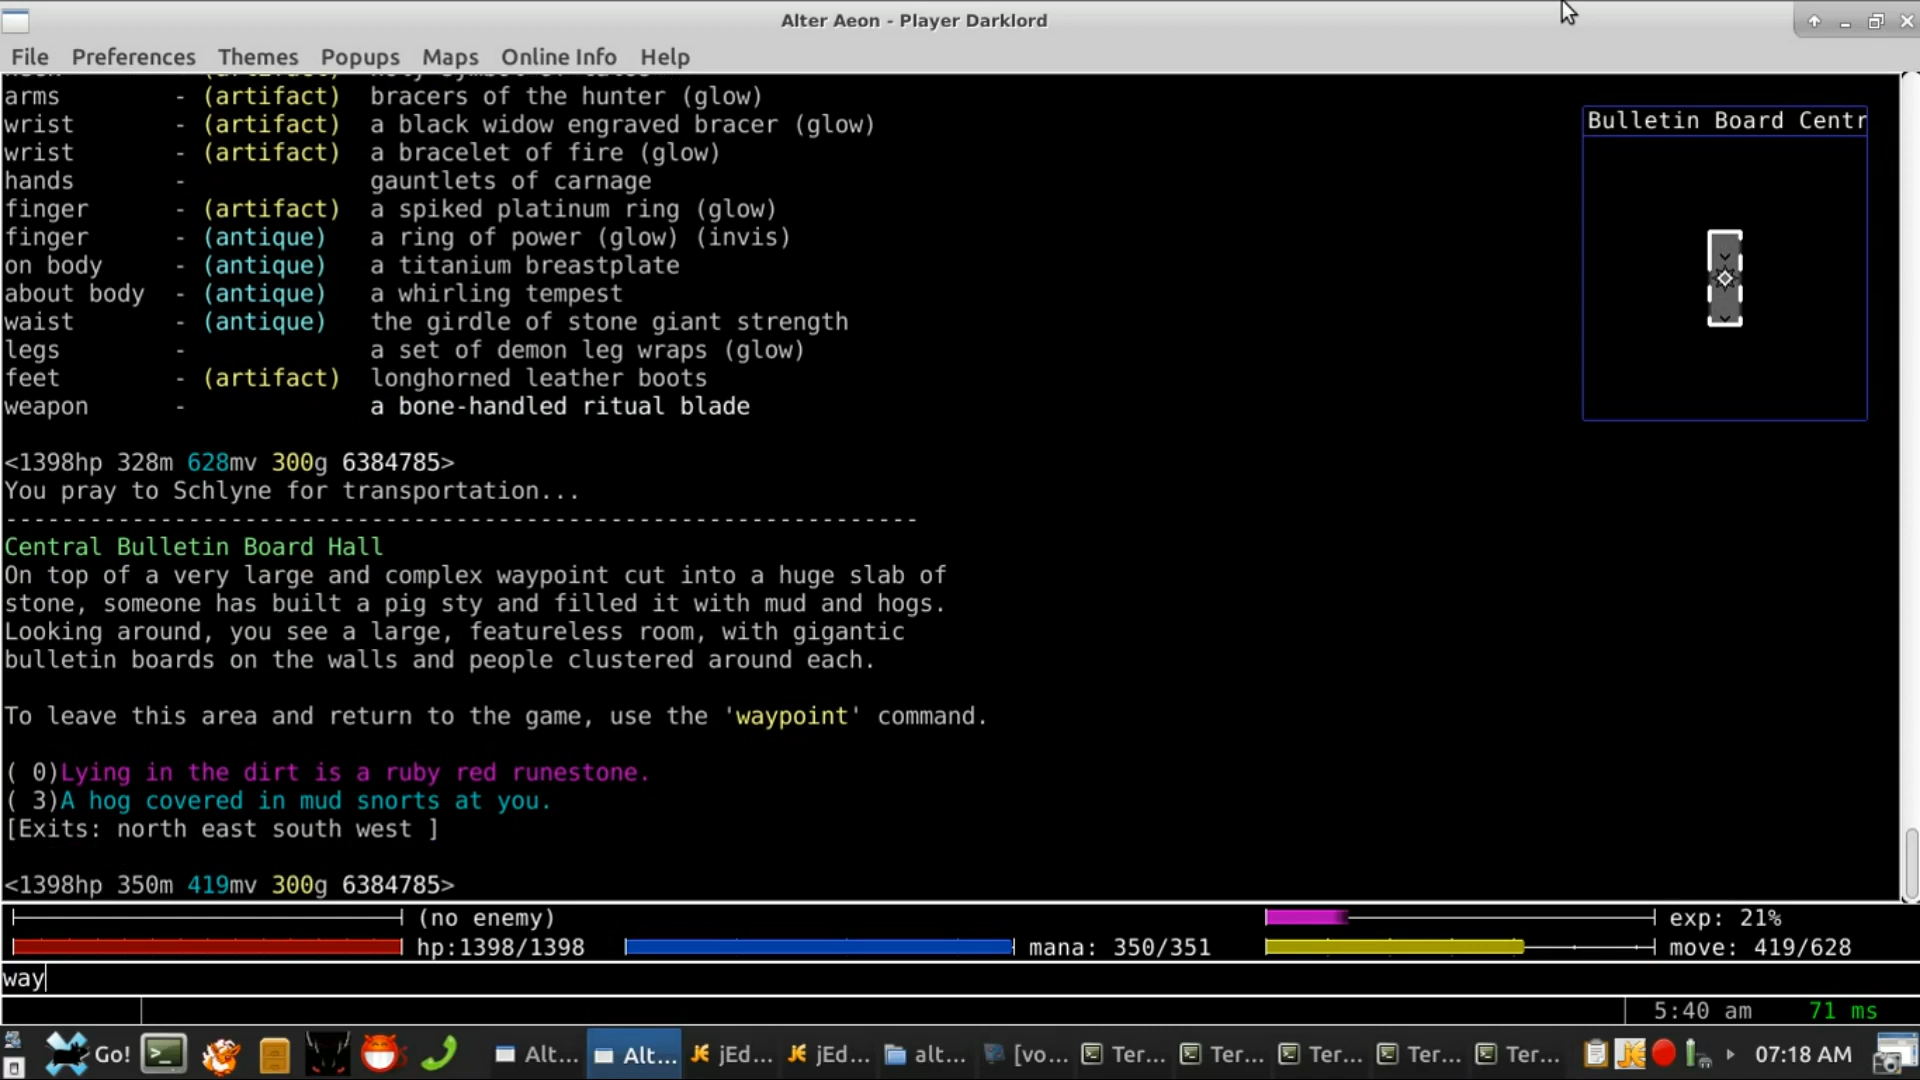 Alter Aeon - Player Darklord
File Preferences Themes Popups Maps Online Info Help
arms - (artifact) bracers of the hunter (glow)
wrist - (artifact) a black widow engraved bracer (glow)
wrist - (artifact) a bracelet of fire (glow)
hands - gauntlets of carnage
finger - (artifact) a spiked platinum ring (glow)
finger - (antique) a ring of power (glow) (invis)
on body - (antique) a titanium breastplate
about body - (antique) a whirling tempest
waist - (antique) the girdle of stone giant strength
legs - a set of demon leg wraps (glow)
feet - (artifact) longhorned leather boots
weapon - a bone-handled ritual blade
<1398hp 328m 628mv 300g 6384785>
You pray to Schlyne for transportation...
-----------------------------------------------------------------
Central Bulletin Board Hall
On top of a very large and complex waypoint cut into a huge slab of
stone, someone has built a pig sty and filled it with mud and hogs.
Looking around, you see a large, featureless room, with gigantic
bulletin boards on the walls and people clustered around each.
To leave this area and return to the game, use the 'waypoint' command.
( 0)Lying in the dirt is a ruby red runestone.
( 3)A hog covered in mud snorts at you.
[Exits: north east south west ]
<1398hp 350m 419mv 300g 6384785>
Bulletin Board Centr
(no enemy) exp: 21%
hp:1398/1398 mana: 350/351 move: 419/628
way
5:40 am 71 ms
Go! Alt... Alt... jEd... jEd... alt... [vo... Ter... Ter... Ter... Ter... Ter... 07:18 AM